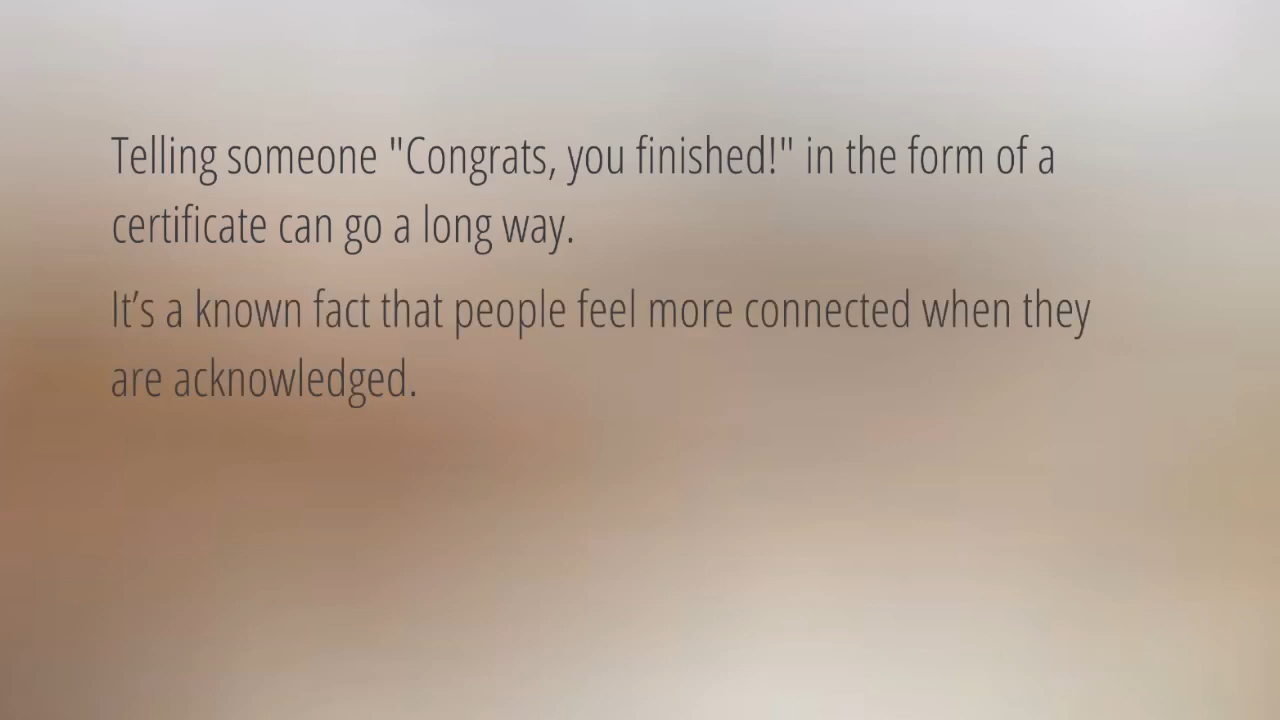 Telling someone "Congrats, you finished!" in the form of a
certificate can go a long way.
It’s a known fact that people feel more connected when they
are acknowledged.